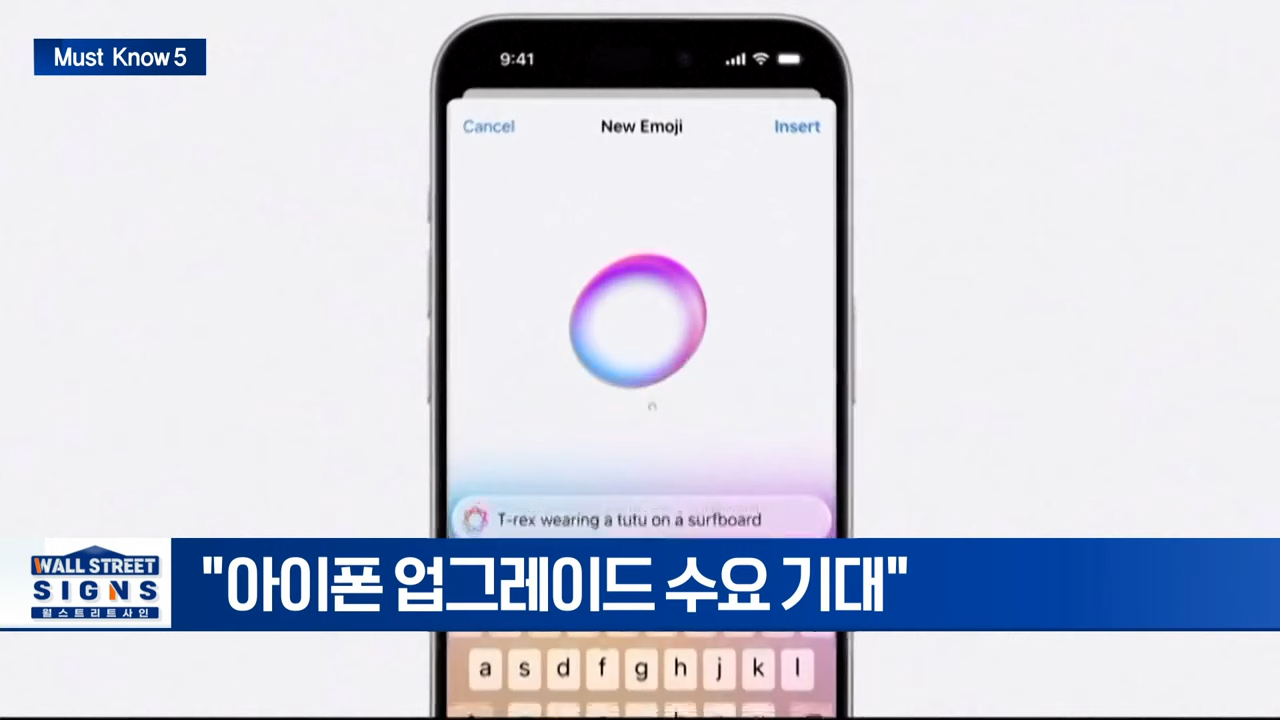 Must Know 5
9:41
Cancel New Emoji Insert
T-rex wearing a tutu on a surfboard
WALL STREET
SIGNS
월스트리트사인
"아이폰 업그레이드 수요 기대"
a s d f g h j k l